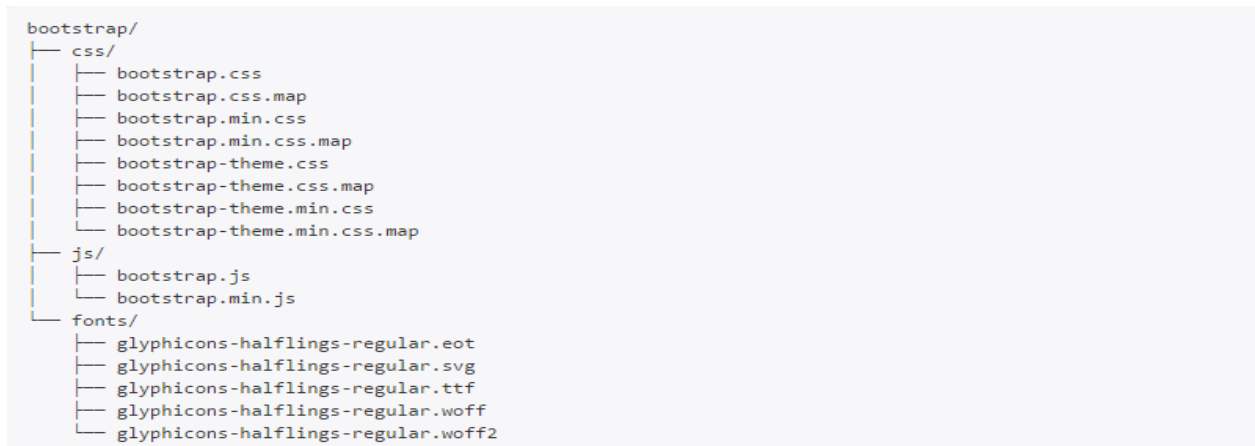 bootstrap/
├── css/
│   ├── bootstrap.css
│   ├── bootstrap.css.map
│   ├── bootstrap.min.css
│   ├── bootstrap.min.css.map
│   ├── bootstrap-theme.css
│   ├── bootstrap-theme.css.map
│   ├── bootstrap-theme.min.css
│   └── bootstrap-theme.min.css.map
├── js/
│   ├── bootstrap.js
│   └── bootstrap.min.js
└── fonts/
    ├── glyphicons-halflings-regular.eot
    ├── glyphicons-halflings-regular.svg
    ├── glyphicons-halflings-regular.ttf
    ├── glyphicons-halflings-regular.woff
    └── glyphicons-halflings-regular.woff2